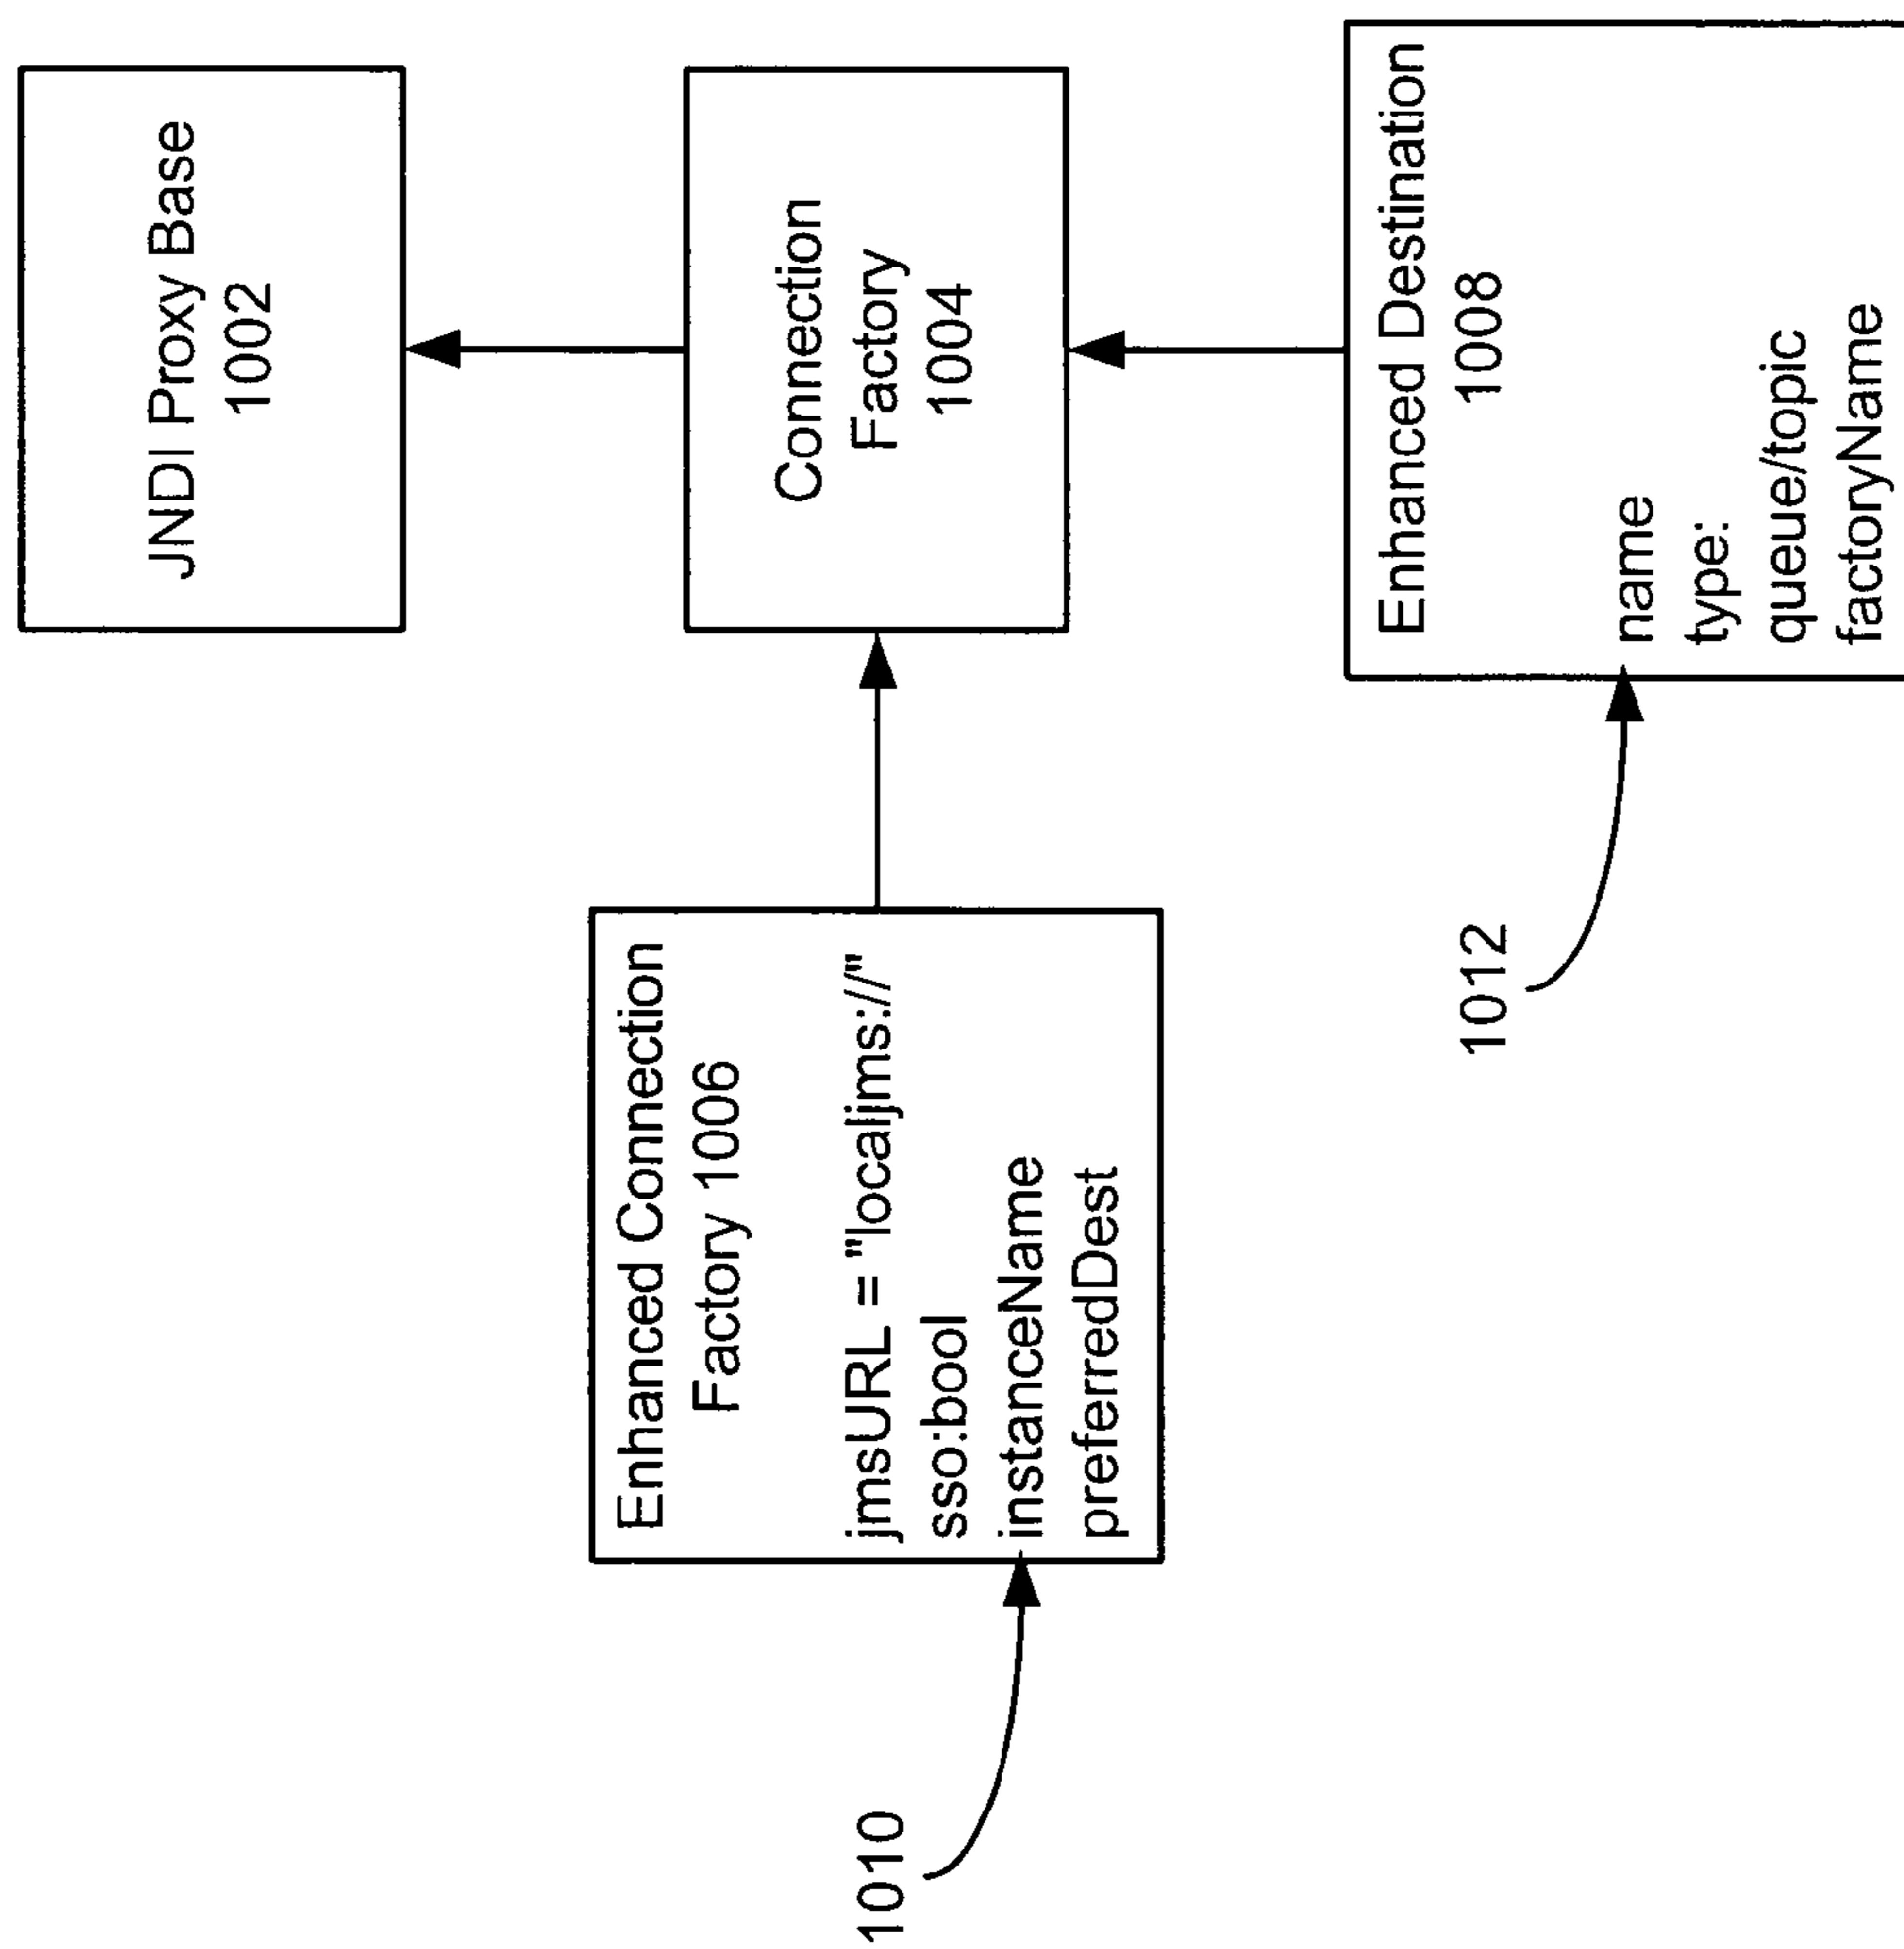 JNDI Proxy Base
1002
Connection
Factory
1004
Enhanced Connection
Factory 1006
jmsURL = "localjms://"
sso:bool
instanceName
preferredDest
1010
Enhanced Destination
1008
name
type:
queue/topic
factoryName
1012